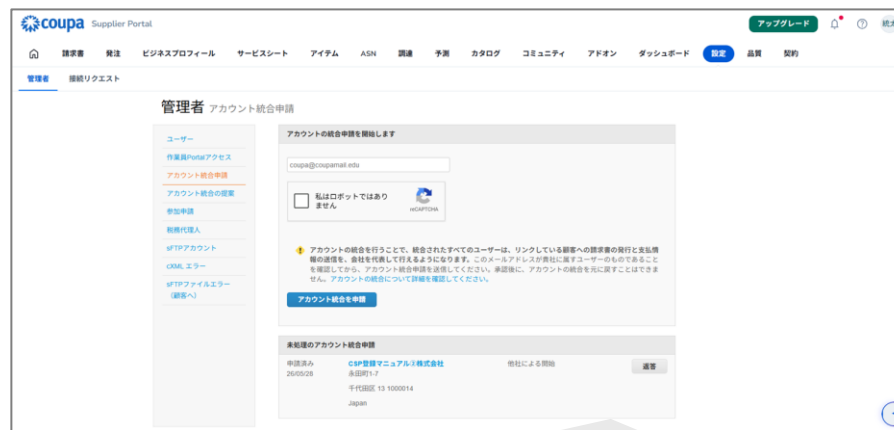 coupa Supplier Portal
アップグレード
請求書 発注 ビジネスプロフィール サービスシート アイテム ASN 調達 予測 カタログ コミュニティ アドオン ダッシュボード 設定 品質 契約
管理者 接続リクエスト
管理者 アカウント統合申請
ユーザー
作業員Portalアクセス
アカウント統合申請
アカウント統合の提案
参加申請
税務代理人
sFTPアカウント
cXML エラー
sFTPファイルエラー
（顧客へ）
アカウントの統合申請を開始します
coupa@coupamail.edu
私はロボットではあり
ません
reCAPTCHA
アカウントの統合を行うことで、統合されたすべてのユーザーは、リンクしている顧客への請求書の発行と支払情
報の送信を、会社を代表して行えるようになります。このメールアドレスが貴社に属すユーザーのものであること
を確認してから、アカウント統合申請を送信してください。承認後に、アカウントの統合を元に戻すことはできま
せん。アカウントの統合について詳細を確認してください。
アカウント統合を申請
未処理のアカウント統合申請
申請済み CSP登録マニュアル②株式会社 他社による開始 返答
26/05/28 永田町1-7
千代田区 13 1000014
Japan